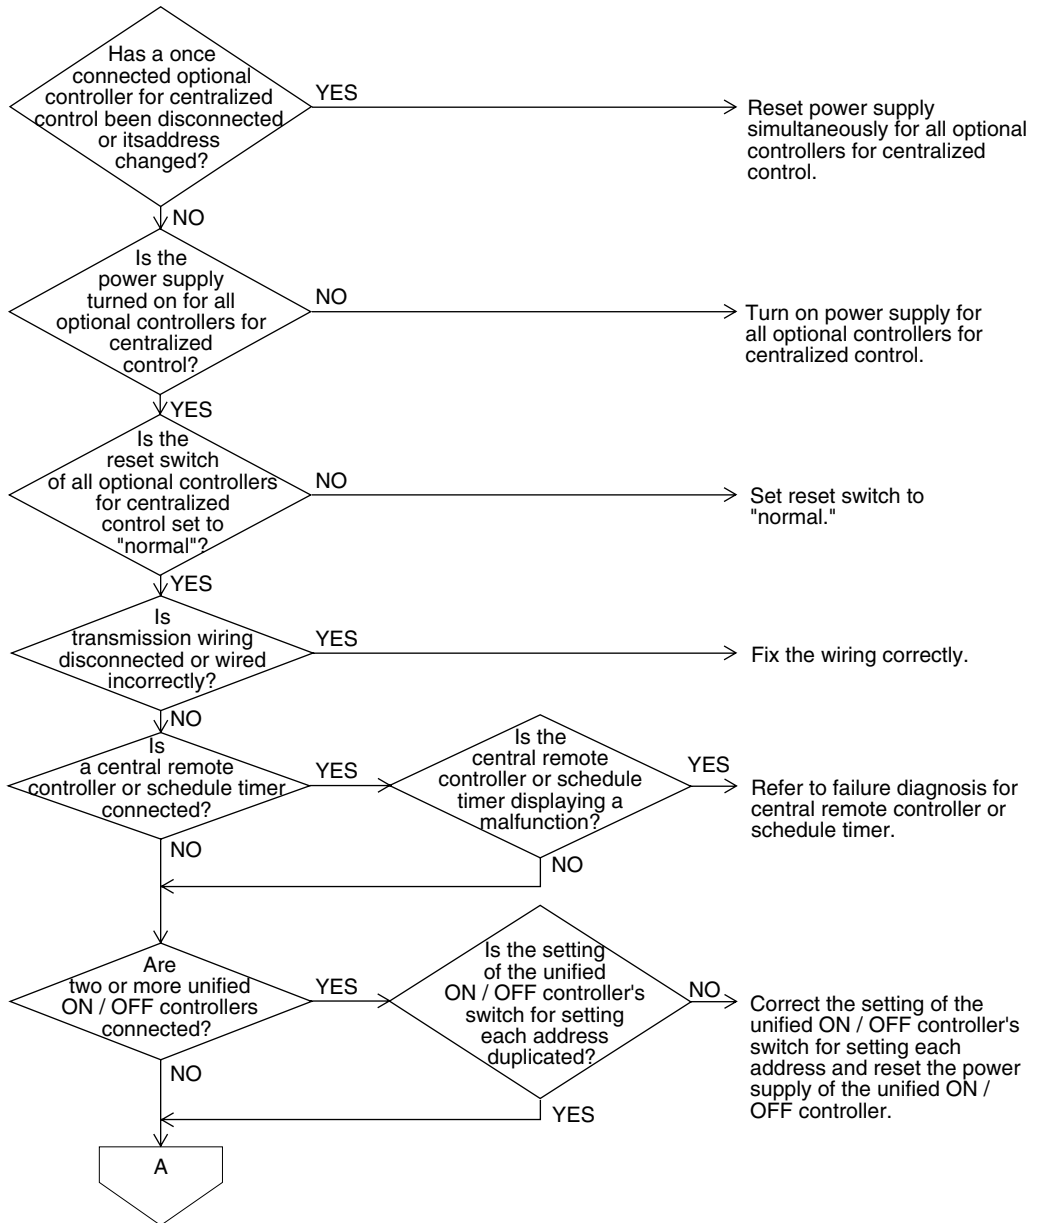 Has a once
connected optional
controller for centralized
control been disconnected
or itsaddress
changed?
YES
Reset power supply
simultaneously for all optional
controllers for centralized
control.
NO
Is the
power supply
turned on for all
optional controllers for
centralized
control?
NO
Turn on power supply for
all optional controllers for
centralized control.
YES
Is the
reset switch
of all optional controllers
for centralized
control set to
"normal"?
NO
Set reset switch to
"normal."
YES
Is
transmission wiring
disconnected or wired
incorrectly?
YES
Fix the wiring correctly.
NO
Is
a central remote
controller or schedule timer
connected?
YES
Is the
central remote
controller or schedule
timer displaying a
malfunction?
YES
Refer to failure diagnosis for
central remote controller or
schedule timer.
NO
NO
Are
two or more unified
ON / OFF controllers
connected?
YES
Is the setting
of the unified
ON / OFF controller's
switch for setting
each address
duplicated?
NO
Correct the setting of the
unified ON / OFF controller's
switch for setting each
address and reset the power
supply of the unified ON /
OFF controller.
NO
YES
A